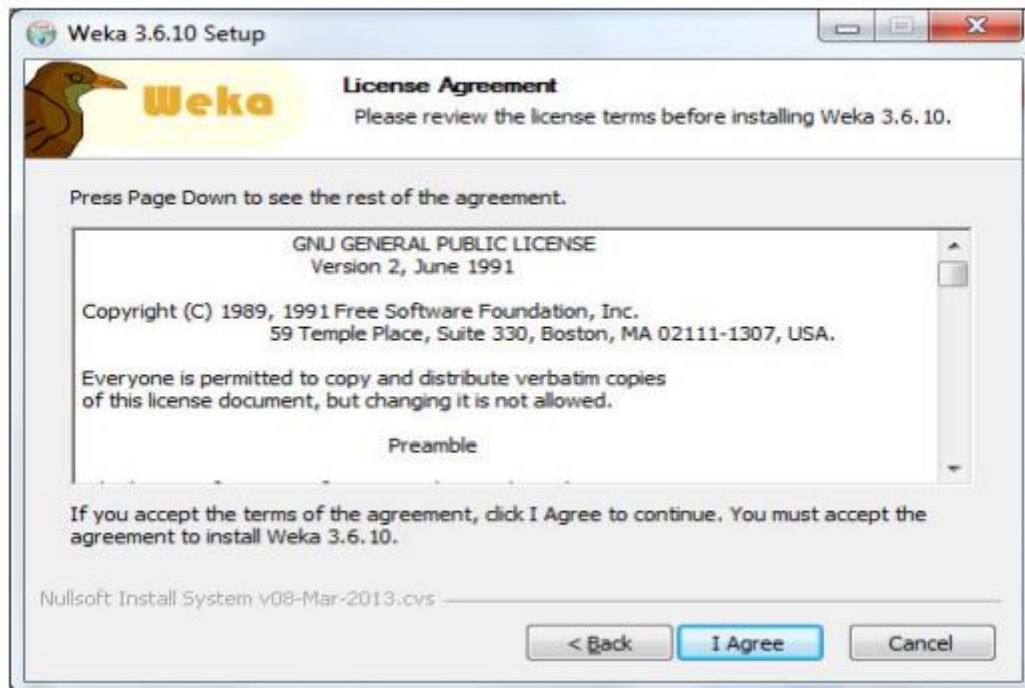 Weka 3.6.10 Setup
Weka
License Agreement
Please review the license terms before installing Weka 3.6.10.
Press Page Down to see the rest of the agreement.
GNU GENERAL PUBLIC LICENSE
Version 2, June 1991
Copyright (C) 1989, 1991 Free Software Foundation, Inc.
59 Temple Place, Suite 330, Boston, MA 02111-1307, USA.
Everyone is permitted to copy and distribute verbatim copies
of this license document, but changing it is not allowed.
Preamble
If you accept the terms of the agreement, click I Agree to continue. You must accept the
agreement to install Weka 3.6.10.
Nullsoft Install System v08-Mar-2013.cvs
< Back
I Agree
Cancel